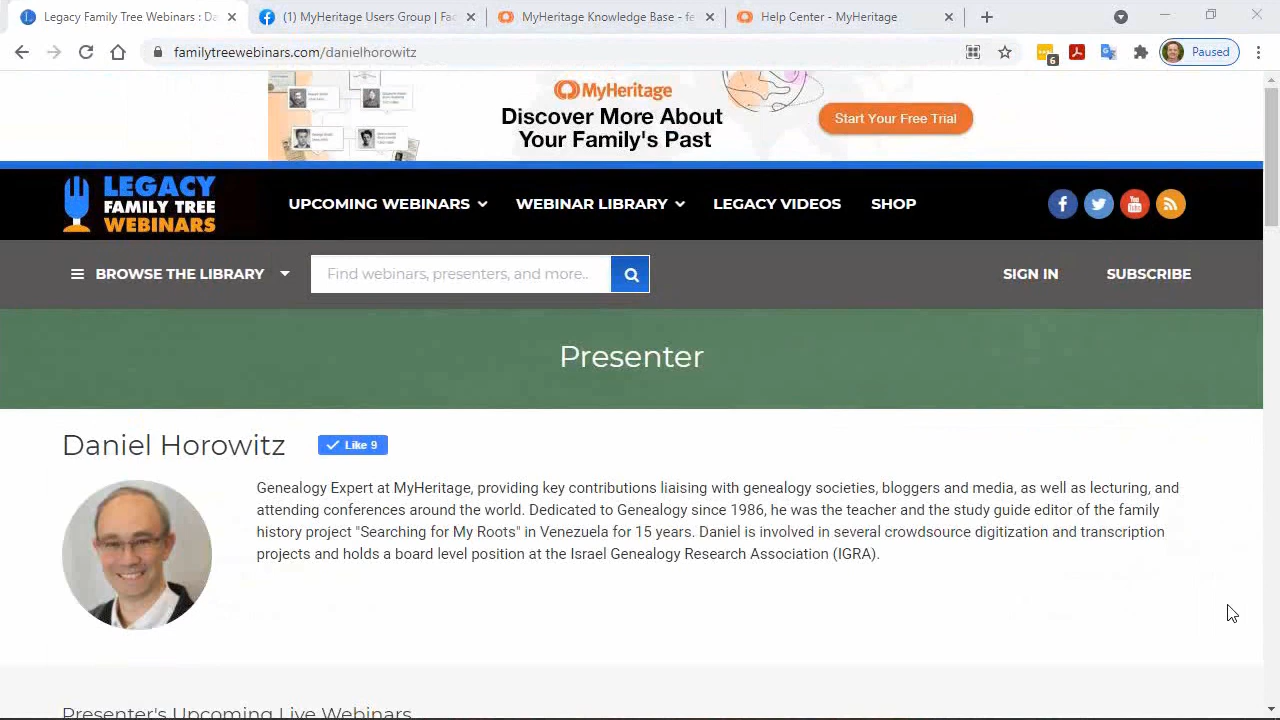 Legacy Family Tree Webinars : Da
(1) MyHeritage Users Group | Fac
MyHeritage Knowledge Base - fe
Help Center - MyHeritage
familytreewebinars.com/danielhorowitz
6
Paused
MyHeritage
Discover More About
Your Family's Past
Start Your Free Trial
LEGACY
FAMILY TREE
WEBINARS
UPCOMING WEBINARS
WEBINAR LIBRARY
LEGACY VIDEOS
SHOP
BROWSE THE LIBRARY
Find webinars, presenters, and more..
SIGN IN
SUBSCRIBE
Presenter
Daniel Horowitz
Like 9
Genealogy Expert at MyHeritage, providing key contributions liaising with genealogy societies, bloggers and media, as well as lecturing, and
attending conferences around the world. Dedicated to Genealogy since 1986, he was the teacher and the study guide editor of the family
history project "Searching for My Roots" in Venezuela for 15 years. Daniel is involved in several crowdsource digitization and transcription
projects and holds a board level position at the Israel Genealogy Research Association (IGRA).
Presenter's Upcoming Live Webinars